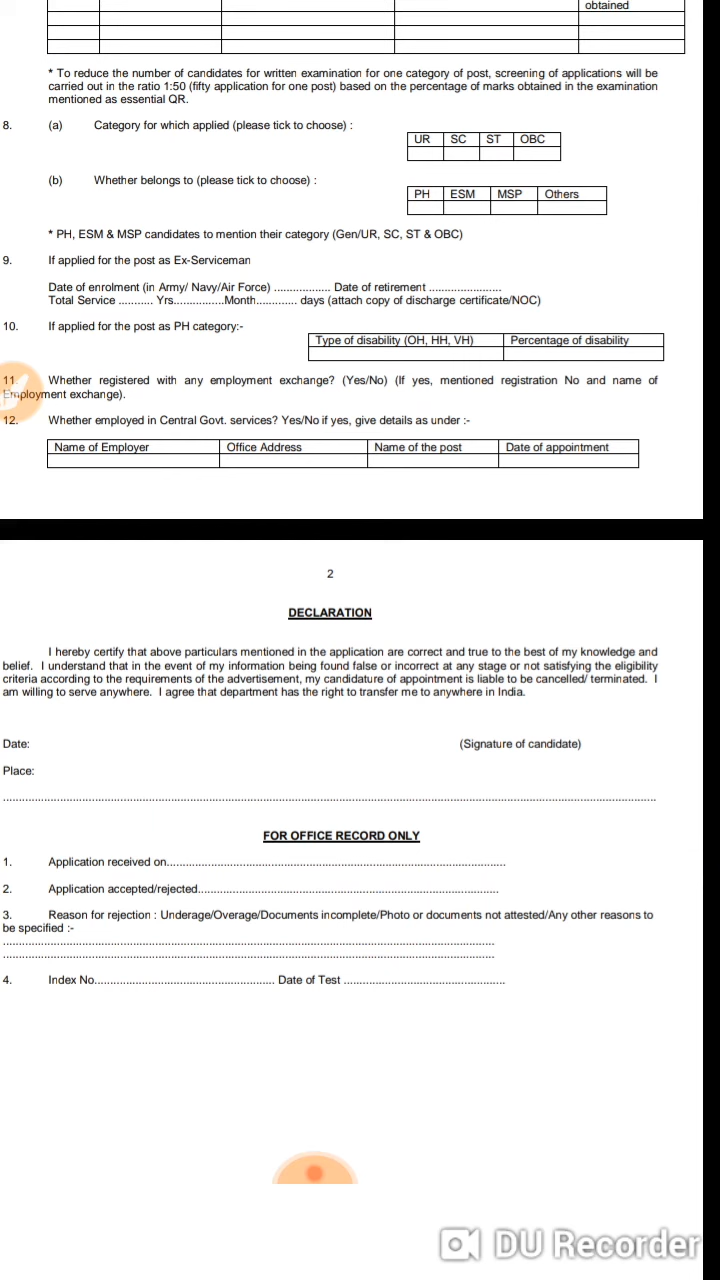 obtained
* To reduce the number of candidates for written examination for one category of post, screening of applications will be
carried out in the ratio 1:50 (fifty application for one post) based on the percentage of marks obtained in the examination
mentioned as essential QR.
8. (a) Category for which applied (please tick to choose) :
UR SC ST OBC
(b) Whether belongs to (please tick to choose) :
PH ESM MSP Others
* PH, ESM & MSP candidates to mention their category (Gen/UR, SC, ST & OBC)
9. If applied for the post as Ex-Serviceman
Date of enrolment (in Army/ Navy/Air Force) .................. Date of retirement .......................
Total Service ........... Yrs................Month............. days (attach copy of discharge certificate/NOC)
10. If applied for the post as PH category:-
Type of disability (OH, HH, VH) Percentage of disability
11. Whether registered with any employment exchange? (Yes/No) (If yes, mentioned registration No and name of
Employment exchange).
12. Whether employed in Central Govt. services? Yes/No if yes, give details as under :-
Name of Employer Office Address Name of the post Date of appointment
2
DECLARATION
I hereby certify that above particulars mentioned in the application are correct and true to the best of my knowledge and
belief. I understand that in the event of my information being found false or incorrect at any stage or not satisfying the eligibility
criteria according to the requirements of the advertisement, my candidature of appointment is liable to be cancelled/ terminated. I
am willing to serve anywhere. I agree that department has the right to transfer me to anywhere in India.
Date: (Signature of candidate)
Place:
FOR OFFICE RECORD ONLY
1. Application received on..........................................................................................................
2. Application accepted/rejected..............................................................................................
3. Reason for rejection : Underage/Overage/Documents incomplete/Photo or documents not attested/Any other reasons to
be specified :-
4. Index No......................................................... Date of Test ...................................................
DU Recorder